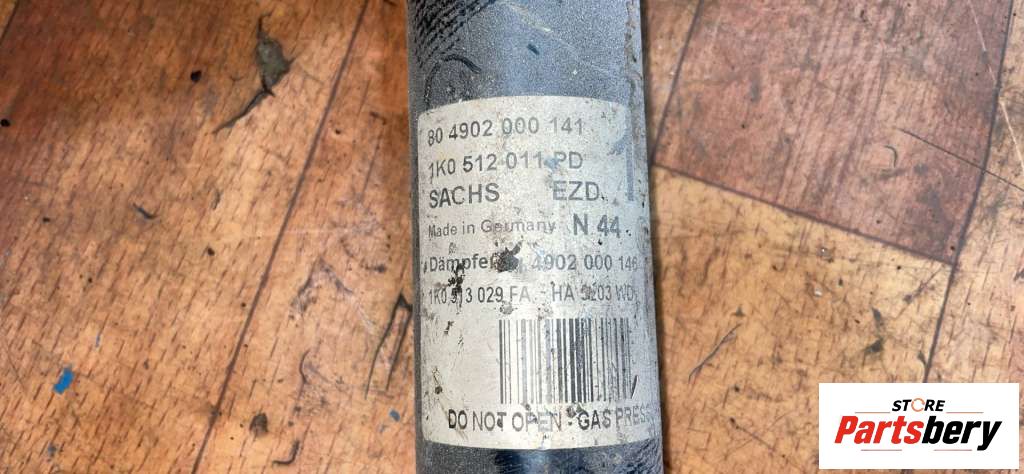 80 4902 000 141
1K0 512 011 PD
SACHS EZD.
Made in Germany N 44
4902 000 146
1K0 513 029 FA - HA
DO NOT OPEN - GAS
STORE
Partsbery